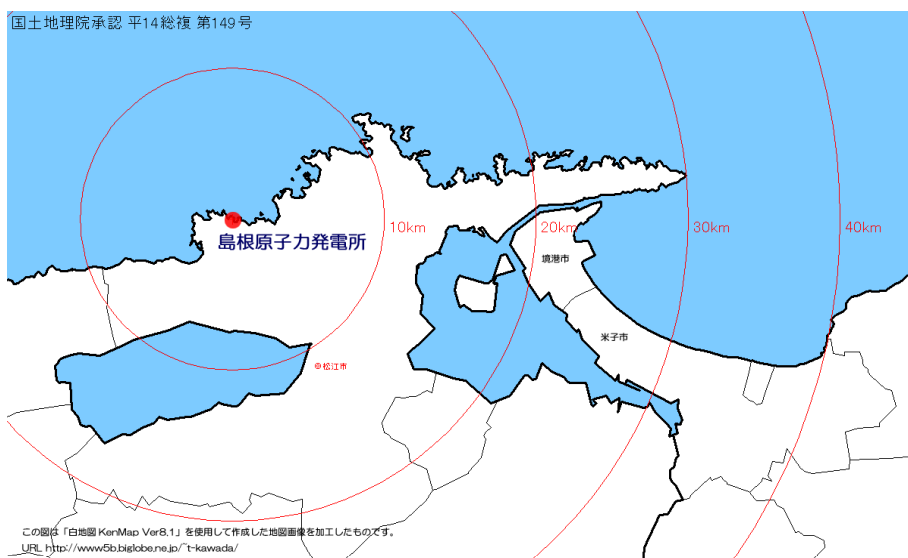 国土地理院承認 平14総複 第149号
島根原子力発電所
10km
20km
30km
40km
境港市
米子市
松江市
この図は「白地図 KenMap Ver8.1」を使用して作成した地図画像を加工したものです。
URL http://www5b.biglobe.ne.jp/~t-kawada/